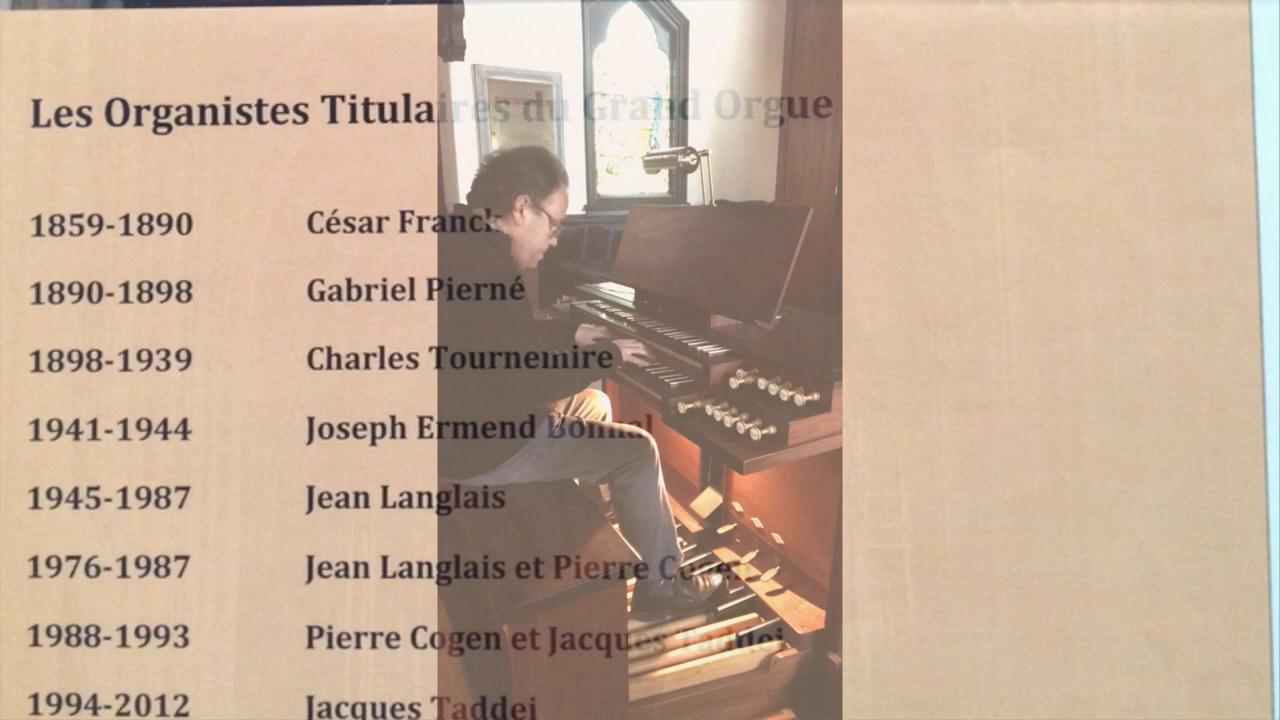 Les Organistes Titulaires du Grand Orgue
1859-1890 César Franck
1890-1898 Gabriel Pierné
1898-1939 Charles Tournemire
1941-1944 Joseph Ermend Bonnal
1945-1987 Jean Langlais
1976-1987 Jean Langlais et Pierre Cogen
1988-1993 Pierre Cogen et Jacques Taddei
1994-2012 Jacques Taddei